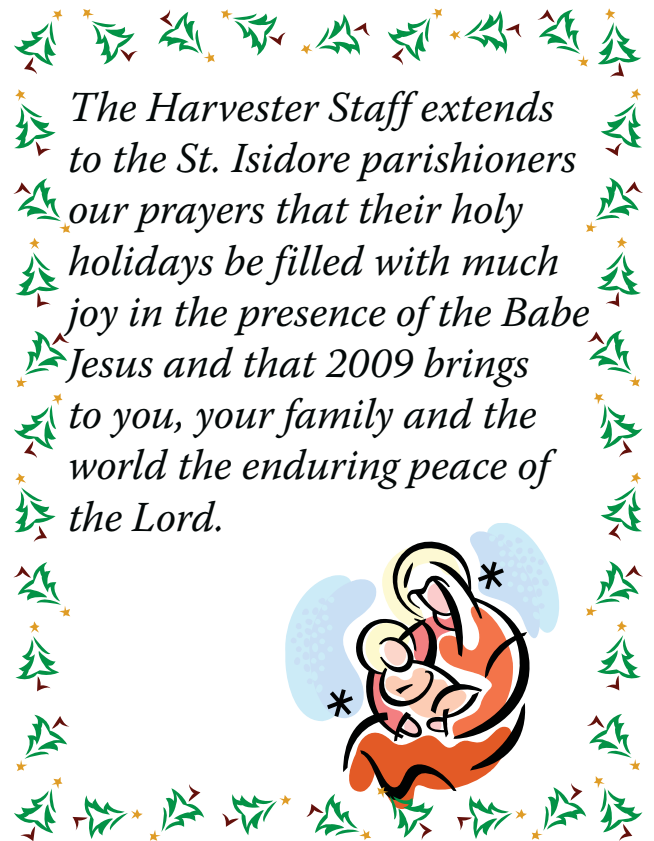 The Harvester Staff extends
to the St. Isidore parishioners
our prayers that their holy
holidays be filled with much
joy in the presence of the Babe
Jesus and that 2009 brings
to you, your family and the
world the enduring peace of
the Lord.